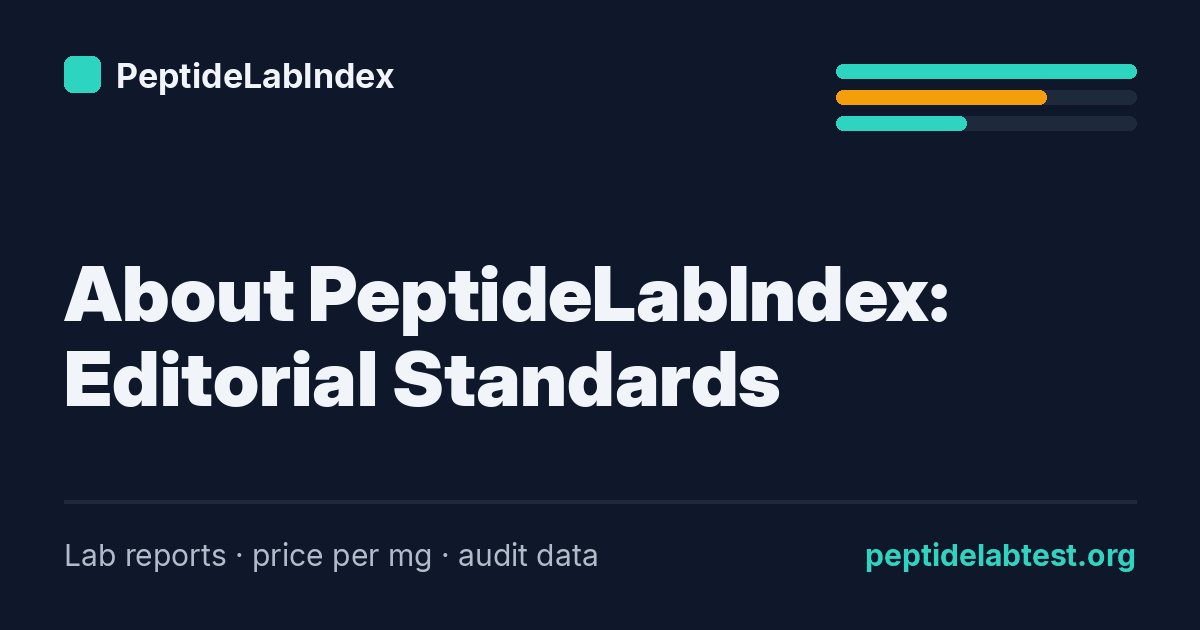 PeptideLabIndex
About PeptideLabIndex:
Editorial Standards
Lab reports · price per mg · audit data
peptidelabtest.org